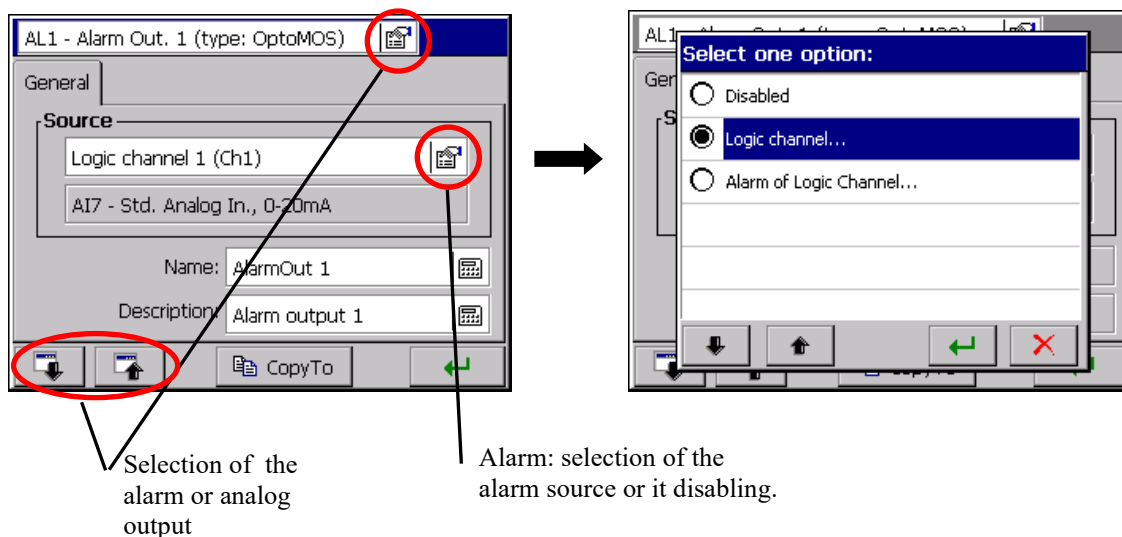 AL1 - Alarm Out. 1 (type: OptoMOS)
General
Source
Logic channel 1 (Ch1)
AI7 - Std. Analog In., 0-20mA
Name: AlarmOut 1
Description: Alarm output 1
CopyTo
AL1
Select one option:
Disabled
Logic channel...
Alarm of Logic Channel...
Selection of the
alarm or analog
output
Alarm: selection of the
alarm source or it disabling.